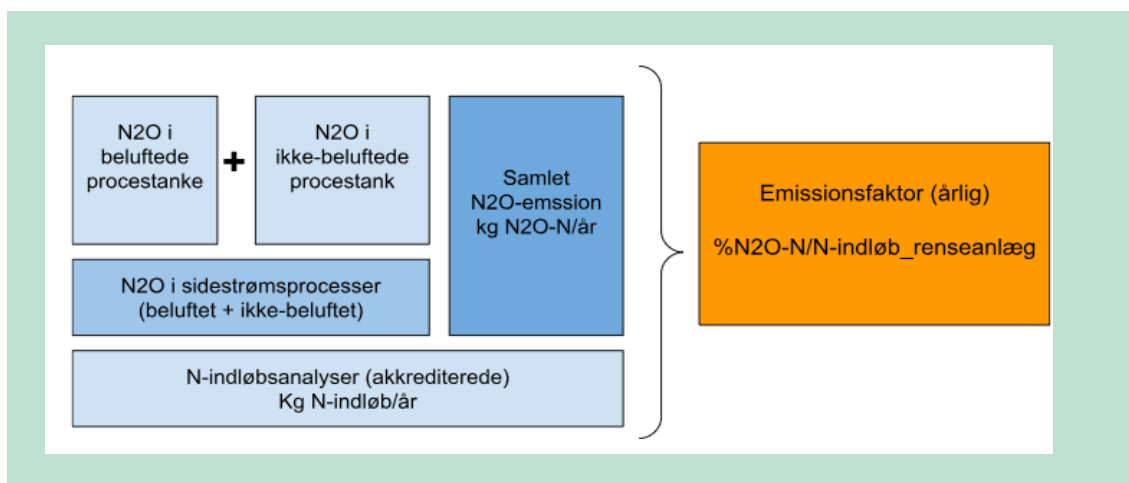 N2O i
beluftede
procestanke
+
N2O i
ikke-beluftede
procestank
Samlet
N2O-emssion
kg N2O-N/år
Emissionsfaktor (årlig)
%N2O-N/N-indløb_renseanlæg
N2O i sidestrømsprocesser
(beluftet + ikke-beluftet)
N-indløbsanalyser (akkrediterede)
Kg N-indløb/år